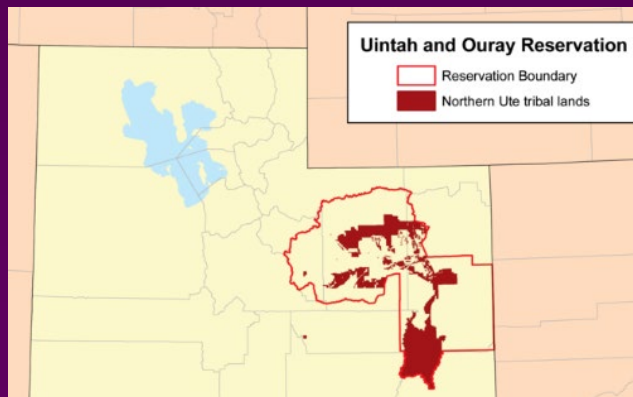 Uintah and Ouray Reservation
Reservation Boundary
Northern Ute tribal lands